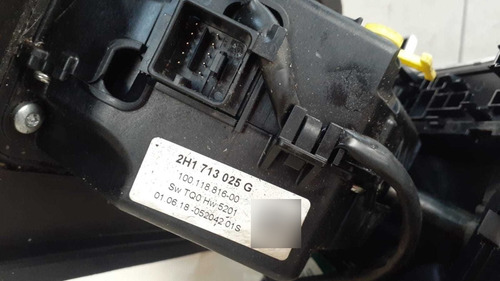 2H1 713 025 G
100.118.816-00
Sw TQ0 Hw 5201
01.06.18 -052042 01S